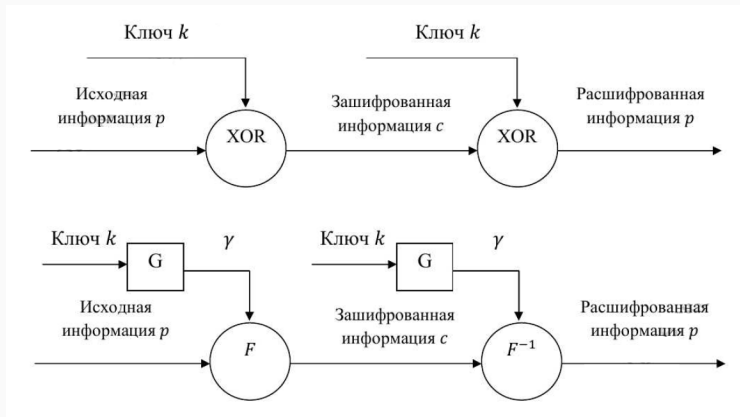 Ключ k
Ключ k
Исходная
информация p
XOR
Зашифрованная
информация c
XOR
Расшифрованная
информация p
Ключ k
G
γ
Ключ k
G
γ
Исходная
информация p
F
Зашифрованная
информация c
F⁻¹
Расшифрованная
информация p